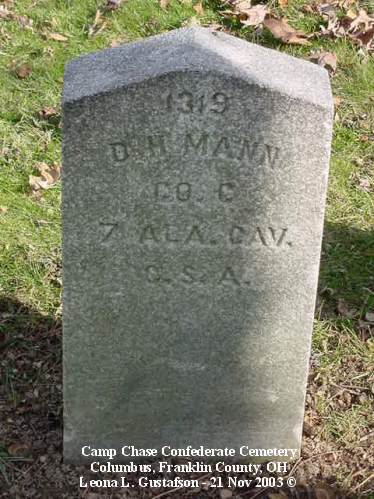 1319
D. H. MANN
CO. C
7 ALA. CAV.
C. S. A.
Camp Chase Confederate Cemetery
Columbus, Franklin County, OH
Leona L. Gustafson - 21 Nov 2003 ©